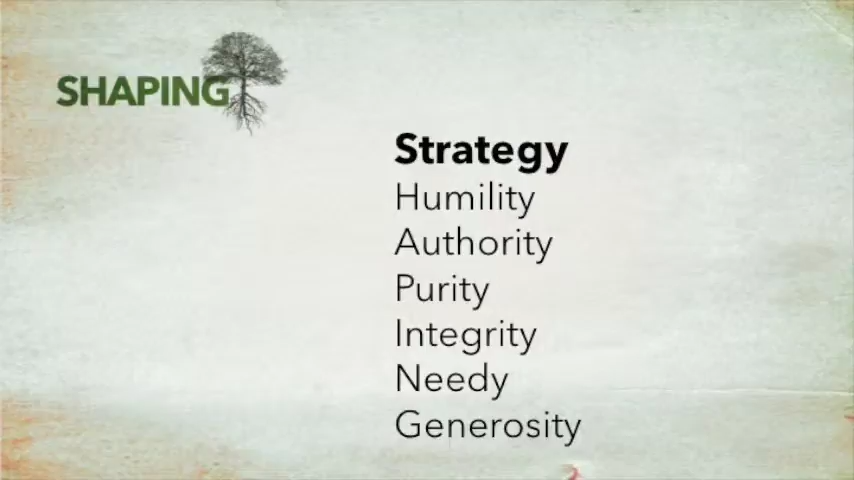 SHAPING
Strategy
Humility
Authority
Purity
Integrity
Needy
Generosity